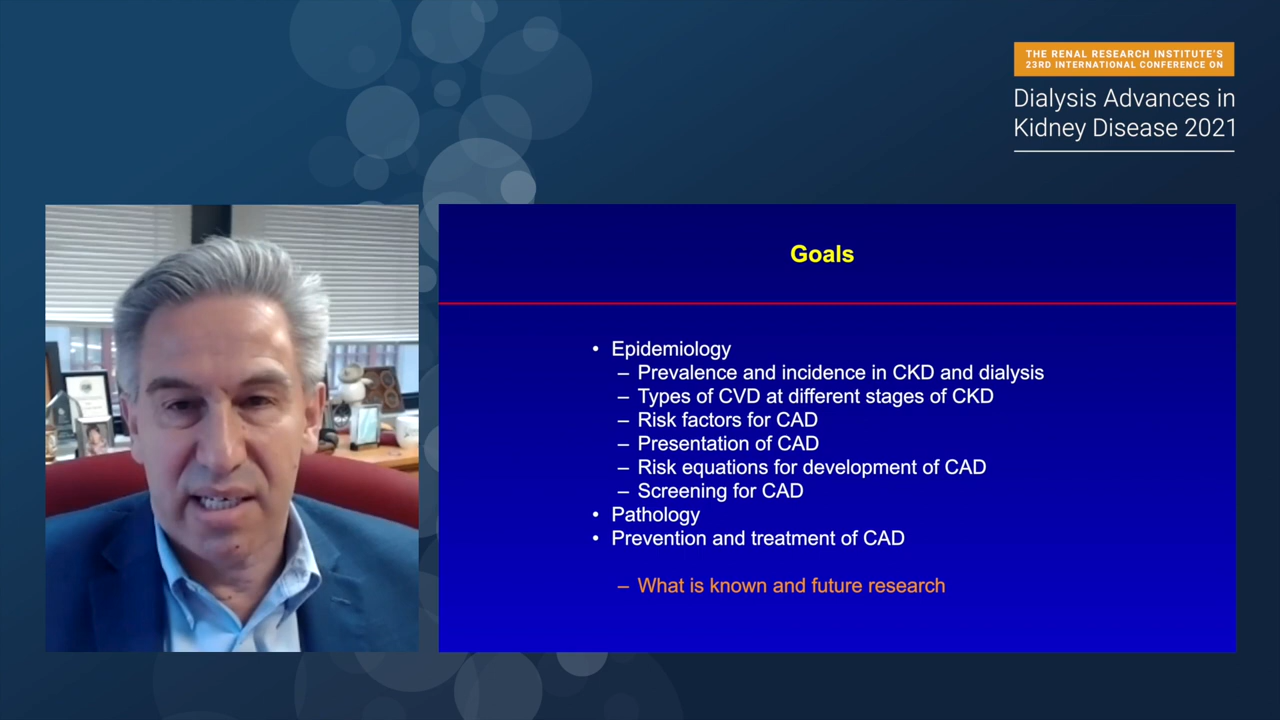 THE RENAL RESEARCH INSTITUTE'S
23RD INTERNATIONAL CONFERENCE ON
Dialysis Advances in
Kidney Disease 2021
Goals
• Epidemiology
– Prevalence and incidence in CKD and dialysis
– Types of CVD at different stages of CKD
– Risk factors for CAD
– Presentation of CAD
– Risk equations for development of CAD
– Screening for CAD
• Pathology
• Prevention and treatment of CAD
– What is known and future research